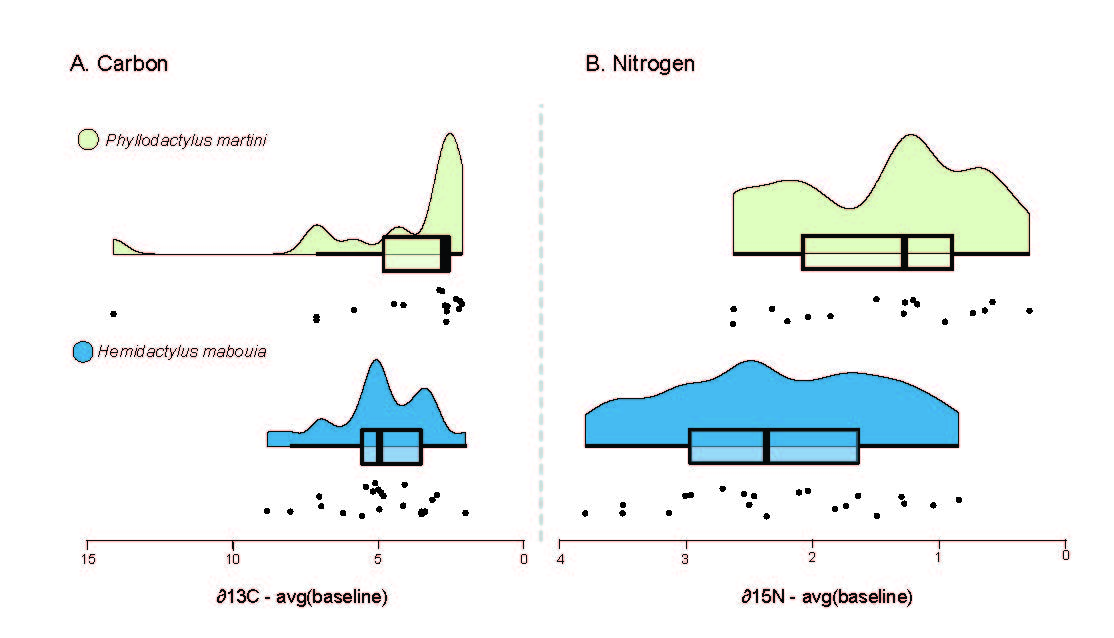 A. Carbon
B. Nitrogen
Phyllodactylus martini
Hemidactylus mabouia
15 10 5 0
4 3 2 1 0
∂13C - avg(baseline)
∂15N - avg(baseline)